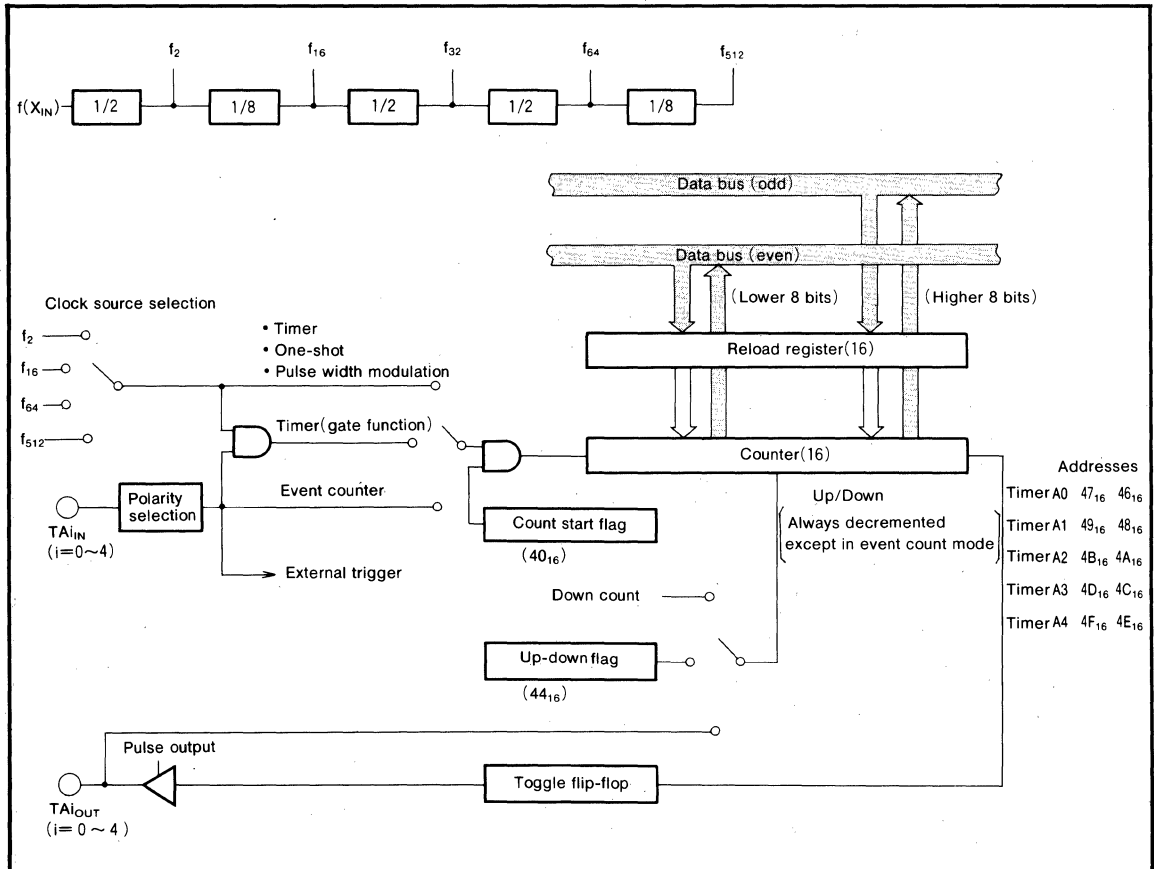 f₂ f₁₆ f₃₂ f₆₄ f₅₁₂
f(X_IN) 1/2 1/8 1/2 1/2 1/8
Data bus (odd)
Data bus (even)
(Lower 8 bits) (Higher 8 bits)
Reload register(16)
Clock source selection
f₂
f₁₆
f₆₄
f₅₁₂
• Timer
• One-shot
• Pulse width modulation
Timer(gate function)
Counter(16)
Polarity
selection
Event counter
TAi_IN
(i=0~4)
External trigger
Count start flag
(40₁₆)
Up/Down
Always decremented
except in event count mode
Addresses
Timer A0 47₁₆ 46₁₆
Timer A1 49₁₆ 48₁₆
Timer A2 4B₁₆ 4A₁₆
Timer A3 4D₁₆ 4C₁₆
Timer A4 4F₁₆ 4E₁₆
Down count
Up-down flag
(44₁₆)
Pulse output
Toggle flip-flop
TAi_OUT
(i= 0 ~ 4 )